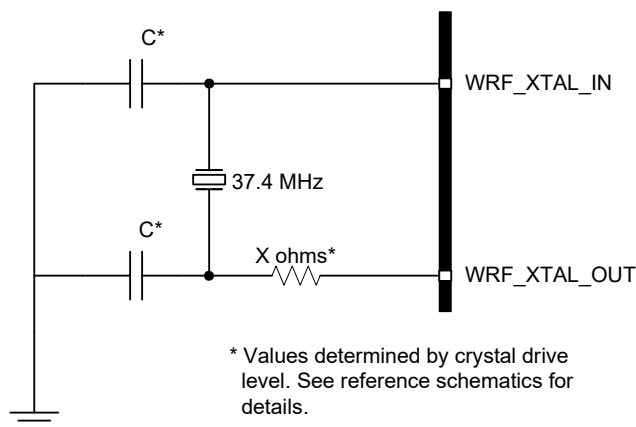 C*
WRF_XTAL_IN
37.4 MHz
C*
X ohms*
WRF_XTAL_OUT
* Values determined by crystal drive
level. See reference schematics for
details.